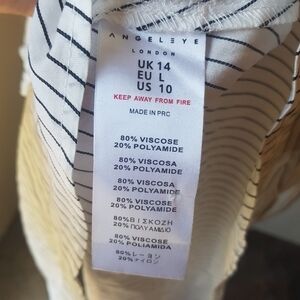 ANGELEYE
LONDON
UK 14
EU L
US 10
KEEP AWAY FROM FIRE
MADE IN PRC
80% VISCOSE
20% POLYAMIDE
80% VISCOSA
20% POLYAMIDE
80% VISCOSA
20% POLYAMIDE
80% VISCOSE
20% POLYAMIDE
80% ΒΙΣΚΟΖΗ
20% ΠΟΛΥΑΜΙΔΙΟ
80% VISCOSE
20% POLIAMIDA
80% レーヨン
20% ナイロン